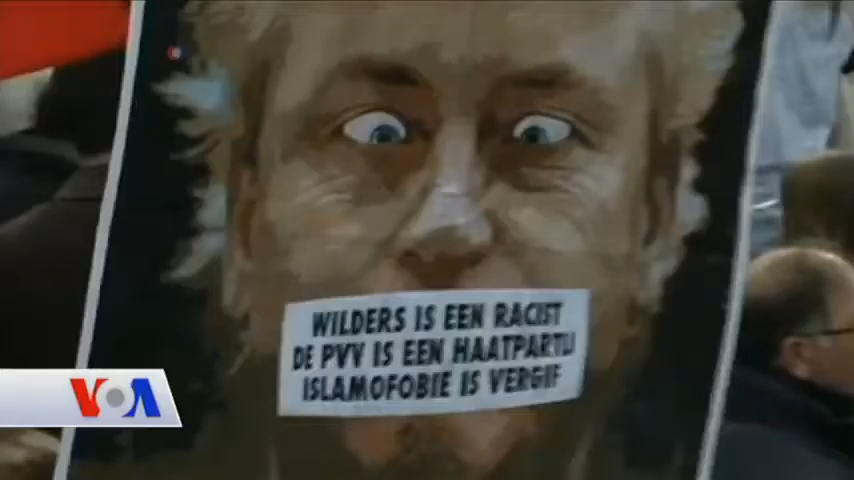 WILDERS IS EEN RACIST
DE PVV IS EEN HAATPARTIJ
ISLAMOFOBIE IS VERGIF
VOA